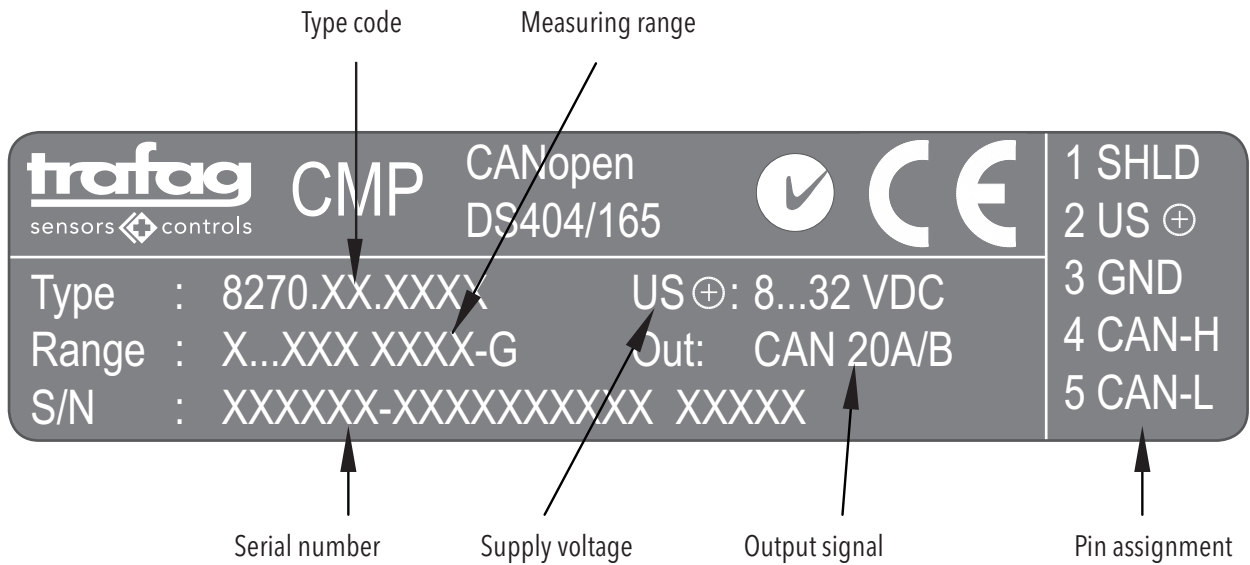 Type code Measuring range
trafag
sensors controls
CMP
CANopen
DS404/165
CE
Type : 8270.XX.XXXX US ⊕: 8...32 VDC
Range : X...XXX XXXX-G Out: CAN 20A/B
S/N : XXXXXX-XXXXXXXXXX XXXXX
1 SHLD
2 US ⊕
3 GND
4 CAN-H
5 CAN-L
Serial number Supply voltage Output signal Pin assignment